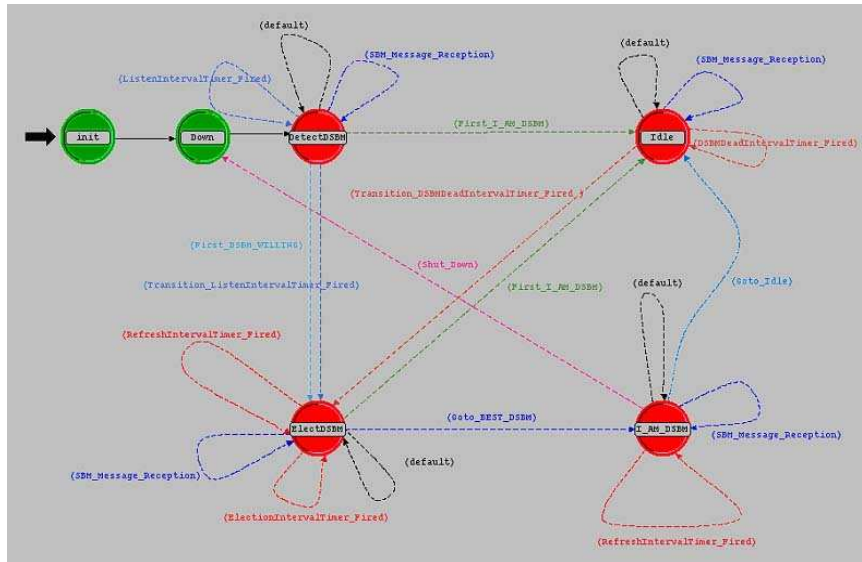 (default)
(SBM_Message_Reception)
(ListenIntervalTimer_Fired)
(default)
(SBM_Message_Reception)
init
Down
DetectDSBM
(First_I_AM_DSBM)
Idle
(DSBMDeadIntervalTimer_Fired)
(Transition_DSBMDeadIntervalTimer_Fired_)
(First_DSBM_WILLING)
(Shut_Down)
(Goto_Idle)
(Transition_ListenIntervalTimer_Fired)
(First_I_AM_DSBM)
(default)
(RefreshIntervalTimer_Fired)
(Goto_BEST_DSBM)
ElectDSBM
I_AM_DSBM
(SBM_Message_Reception)
(default)
(SBM_Message_Reception)
(ElectionIntervalTimer_Fired)
(RefreshIntervalTimer_Fired)